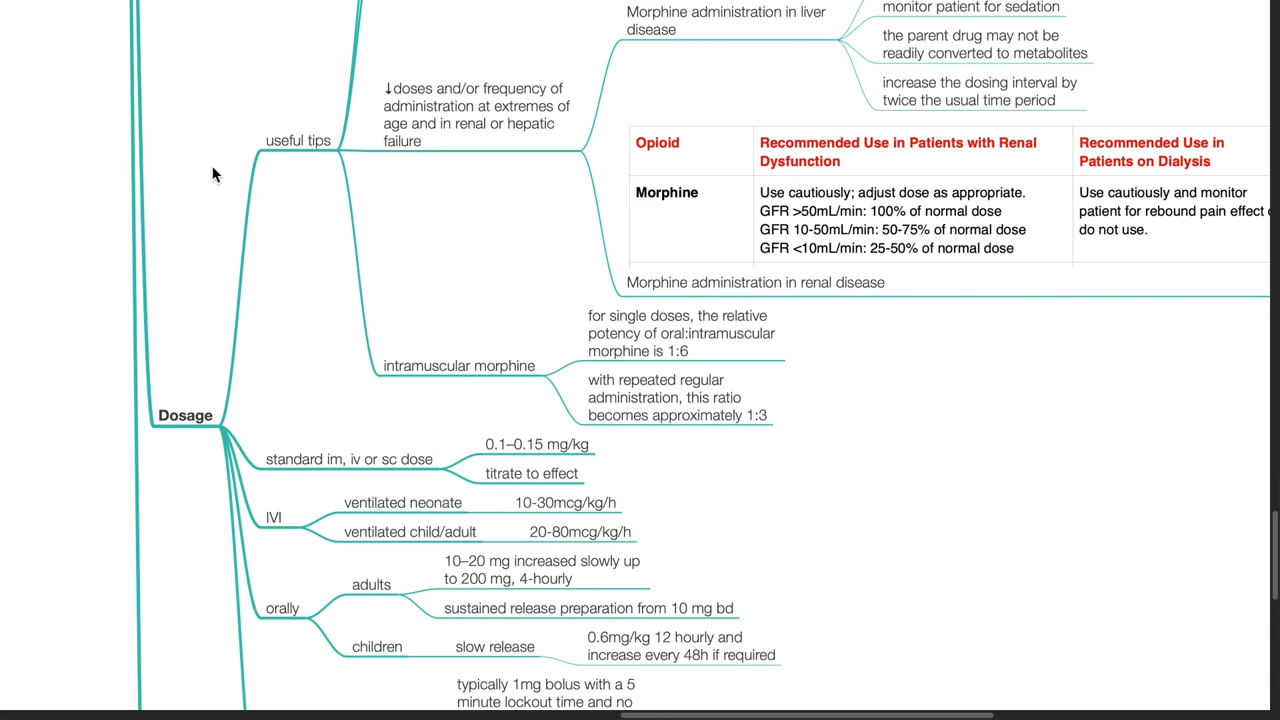 Morphine administration in liver
disease
monitor patient for sedation
the parent drug may not be
readily converted to metabolites
increase the dosing interval by
twice the usual time period
useful tips
↓doses and/or frequency of
administration at extremes of
age and in renal or hepatic
failure
Opioid
Recommended Use in Patients with Renal
Dysfunction
Recommended Use in
Patients on Dialysis
Morphine
Use cautiously; adjust dose as appropriate.
GFR >50mL/min: 100% of normal dose
GFR 10-50mL/min: 50-75% of normal dose
GFR <10mL/min: 25-50% of normal dose
Use cautiously and monitor
patient for rebound pain effect
do not use.
Morphine administration in renal disease
intramuscular morphine
for single doses, the relative
potency of oral:intramuscular
morphine is 1:6
with repeated regular
administration, this ratio
becomes approximately 1:3
Dosage
standard im, iv or sc dose
0.1–0.15 mg/kg
titrate to effect
IVI
ventilated neonate
10-30mcg/kg/h
ventilated child/adult
20-80mcg/kg/h
orally
adults
10–20 mg increased slowly up
to 200 mg, 4-hourly
sustained release preparation from 10 mg bd
children
slow release
0.6mg/kg 12 hourly and
increase every 48h if required
typically 1mg bolus with a 5
minute lockout time and no